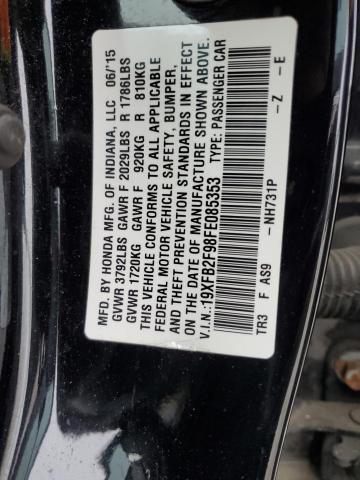 MFG. BY HONDA MFG. OF INDIANA, LLC 06/15
GVWR 3792LBS GAWR F 2029LBS R 1786LBS
GVWR 1720KG GAWR F 920KG R 810KG
THIS VEHICLE CONFORMS TO ALL APPLICABLE
FEDERAL MOTOR VEHICLE SAFETY, BUMPER,
AND THEFT PREVENTION STANDARDS IN EFFECT
ON THE DATE OF MANUFACTURE SHOWN ABOVE.
V.I.N.:19XFB2F98FE085353 TYPE: PASSENGER CAR
TR3 F AS9 -NH731P -Z -E